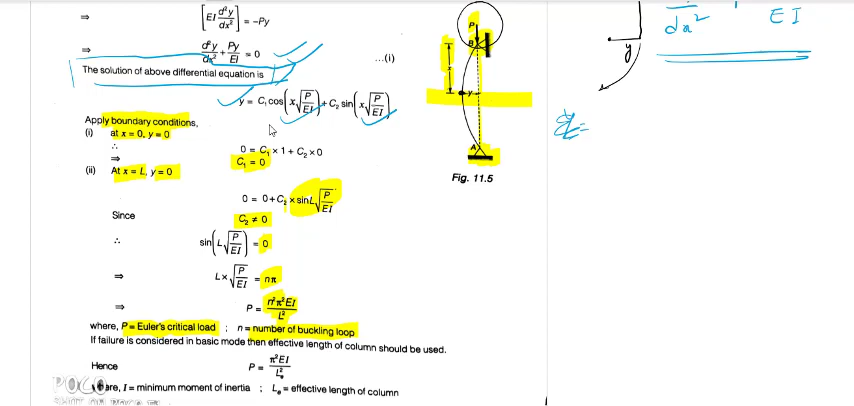 ⇒ [EI d²y/dx²] = –Py
⇒ d²y/dx² + Py/EI = 0 ...(i)
The solution of above differential equation is
y = C₁cos(x√(P/EI)) + C₂ sin(x√(P/EI))
Apply boundary conditions,
(i) at x = 0, y = 0
∴ 0 = C₁ × 1 + C₂ × 0
⇒ C₁ = 0
(ii) At x = L, y = 0
0 = 0 + C₂ × sinL√(P/EI)
Since C₂ ≠ 0
∴ sin(L√(P/EI)) = 0
⇒ L × √(P/EI) = nπ
⇒ P = n²π²EI/L²
where, P = Euler's critical load ; n = number of buckling loop
If failure is considered in basic mode then effective length of column should be used.
Hence P = π²EI/Lₑ²
where, I = minimum moment of inertia ; Lₑ = effective length of column
P
B
x
y
A
Fig. 11.5
dx² + EI
y
POCO